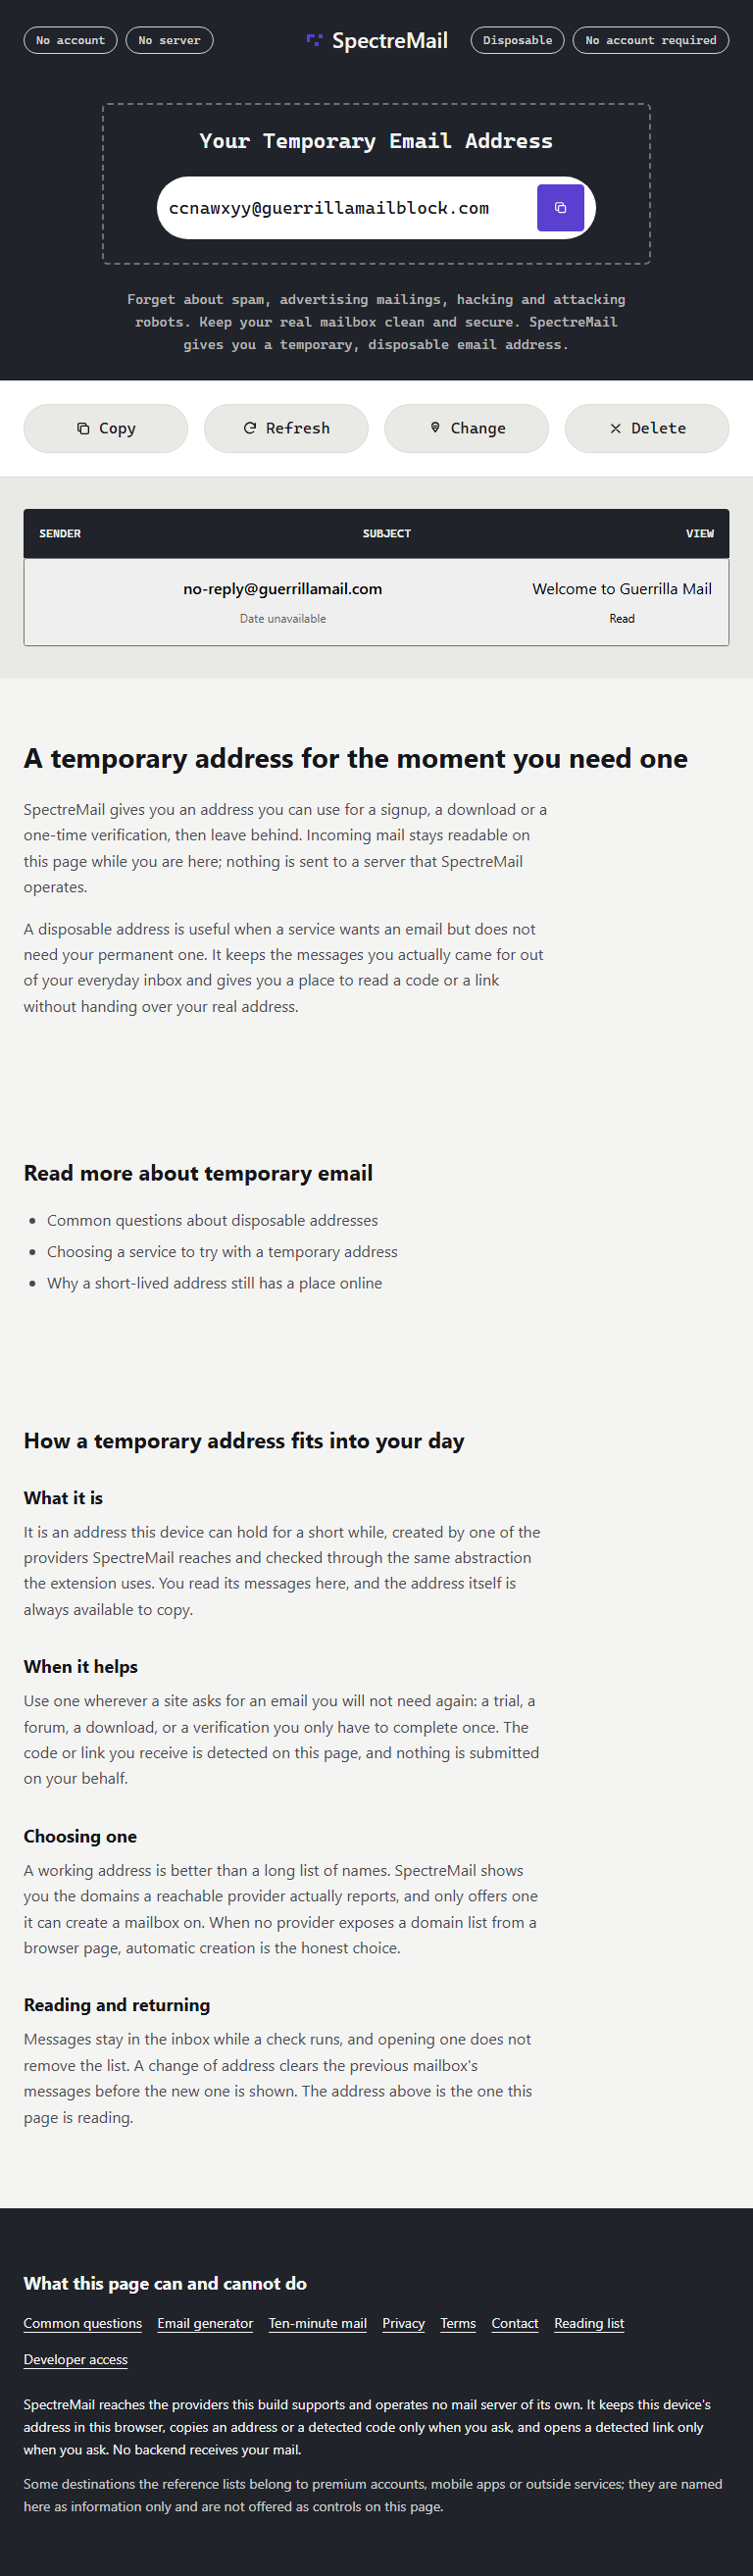 No account
No server
SpectreMail
Disposable
No account required
Your Temporary Email Address
ccnawxyy@guerrillamailblock.com
Forget about spam, advertising mailings, hacking and attacking
robots. Keep your real mailbox clean and secure. SpectreMail
gives you a temporary, disposable email address.
Copy
Refresh
Change
Delete
SENDER
SUBJECT
VIEW
no-reply@guerrillamail.com
Welcome to Guerrilla Mail
Date unavailable
Read
A temporary address for the moment you need one
SpectreMail gives you an address you can use for a signup, a download or a
one-time verification, then leave behind. Incoming mail stays readable on
this page while you are here; nothing is sent to a server that SpectreMail
operates.
A disposable address is useful when a service wants an email but does not
need your permanent one. It keeps the messages you actually came for out
of your everyday inbox and gives you a place to read a code or a link
without handing over your real address.
Read more about temporary email
Common questions about disposable addresses
Choosing a service to try with a temporary address
Why a short-lived address still has a place online
How a temporary address fits into your day
What it is
It is an address this device can hold for a short while, created by one of the
providers SpectreMail reaches and checked through the same abstraction
the extension uses. You read its messages here, and the address itself is
always available to copy.
When it helps
Use one wherever a site asks for an email you will not need again: a trial, a
forum, a download, or a verification you only have to complete once. The
code or link you receive is detected on this page, and nothing is submitted
on your behalf.
Choosing one
A working address is better than a long list of names. SpectreMail shows
you the domains a reachable provider actually reports, and only offers one
it can create a mailbox on. When no provider exposes a domain list from a
browser page, automatic creation is the honest choice.
Reading and returning
Messages stay in the inbox while a check runs, and opening one does not
remove the list. A change of address clears the previous mailbox's
messages before the new one is shown. The address above is the one this
page is reading.
What this page can and cannot do
Common questions
Email generator
Ten-minute mail
Privacy
Terms
Contact
Reading list
Developer access
SpectreMail reaches the providers this build supports and operates no mail server of its own. It keeps this device's
address in this browser, copies an address or a detected code only when you ask, and opens a detected link only
when you ask. No backend receives your mail.
Some destinations the reference lists belong to premium accounts, mobile apps or outside services; they are named
here as information only and are not offered as controls on this page.